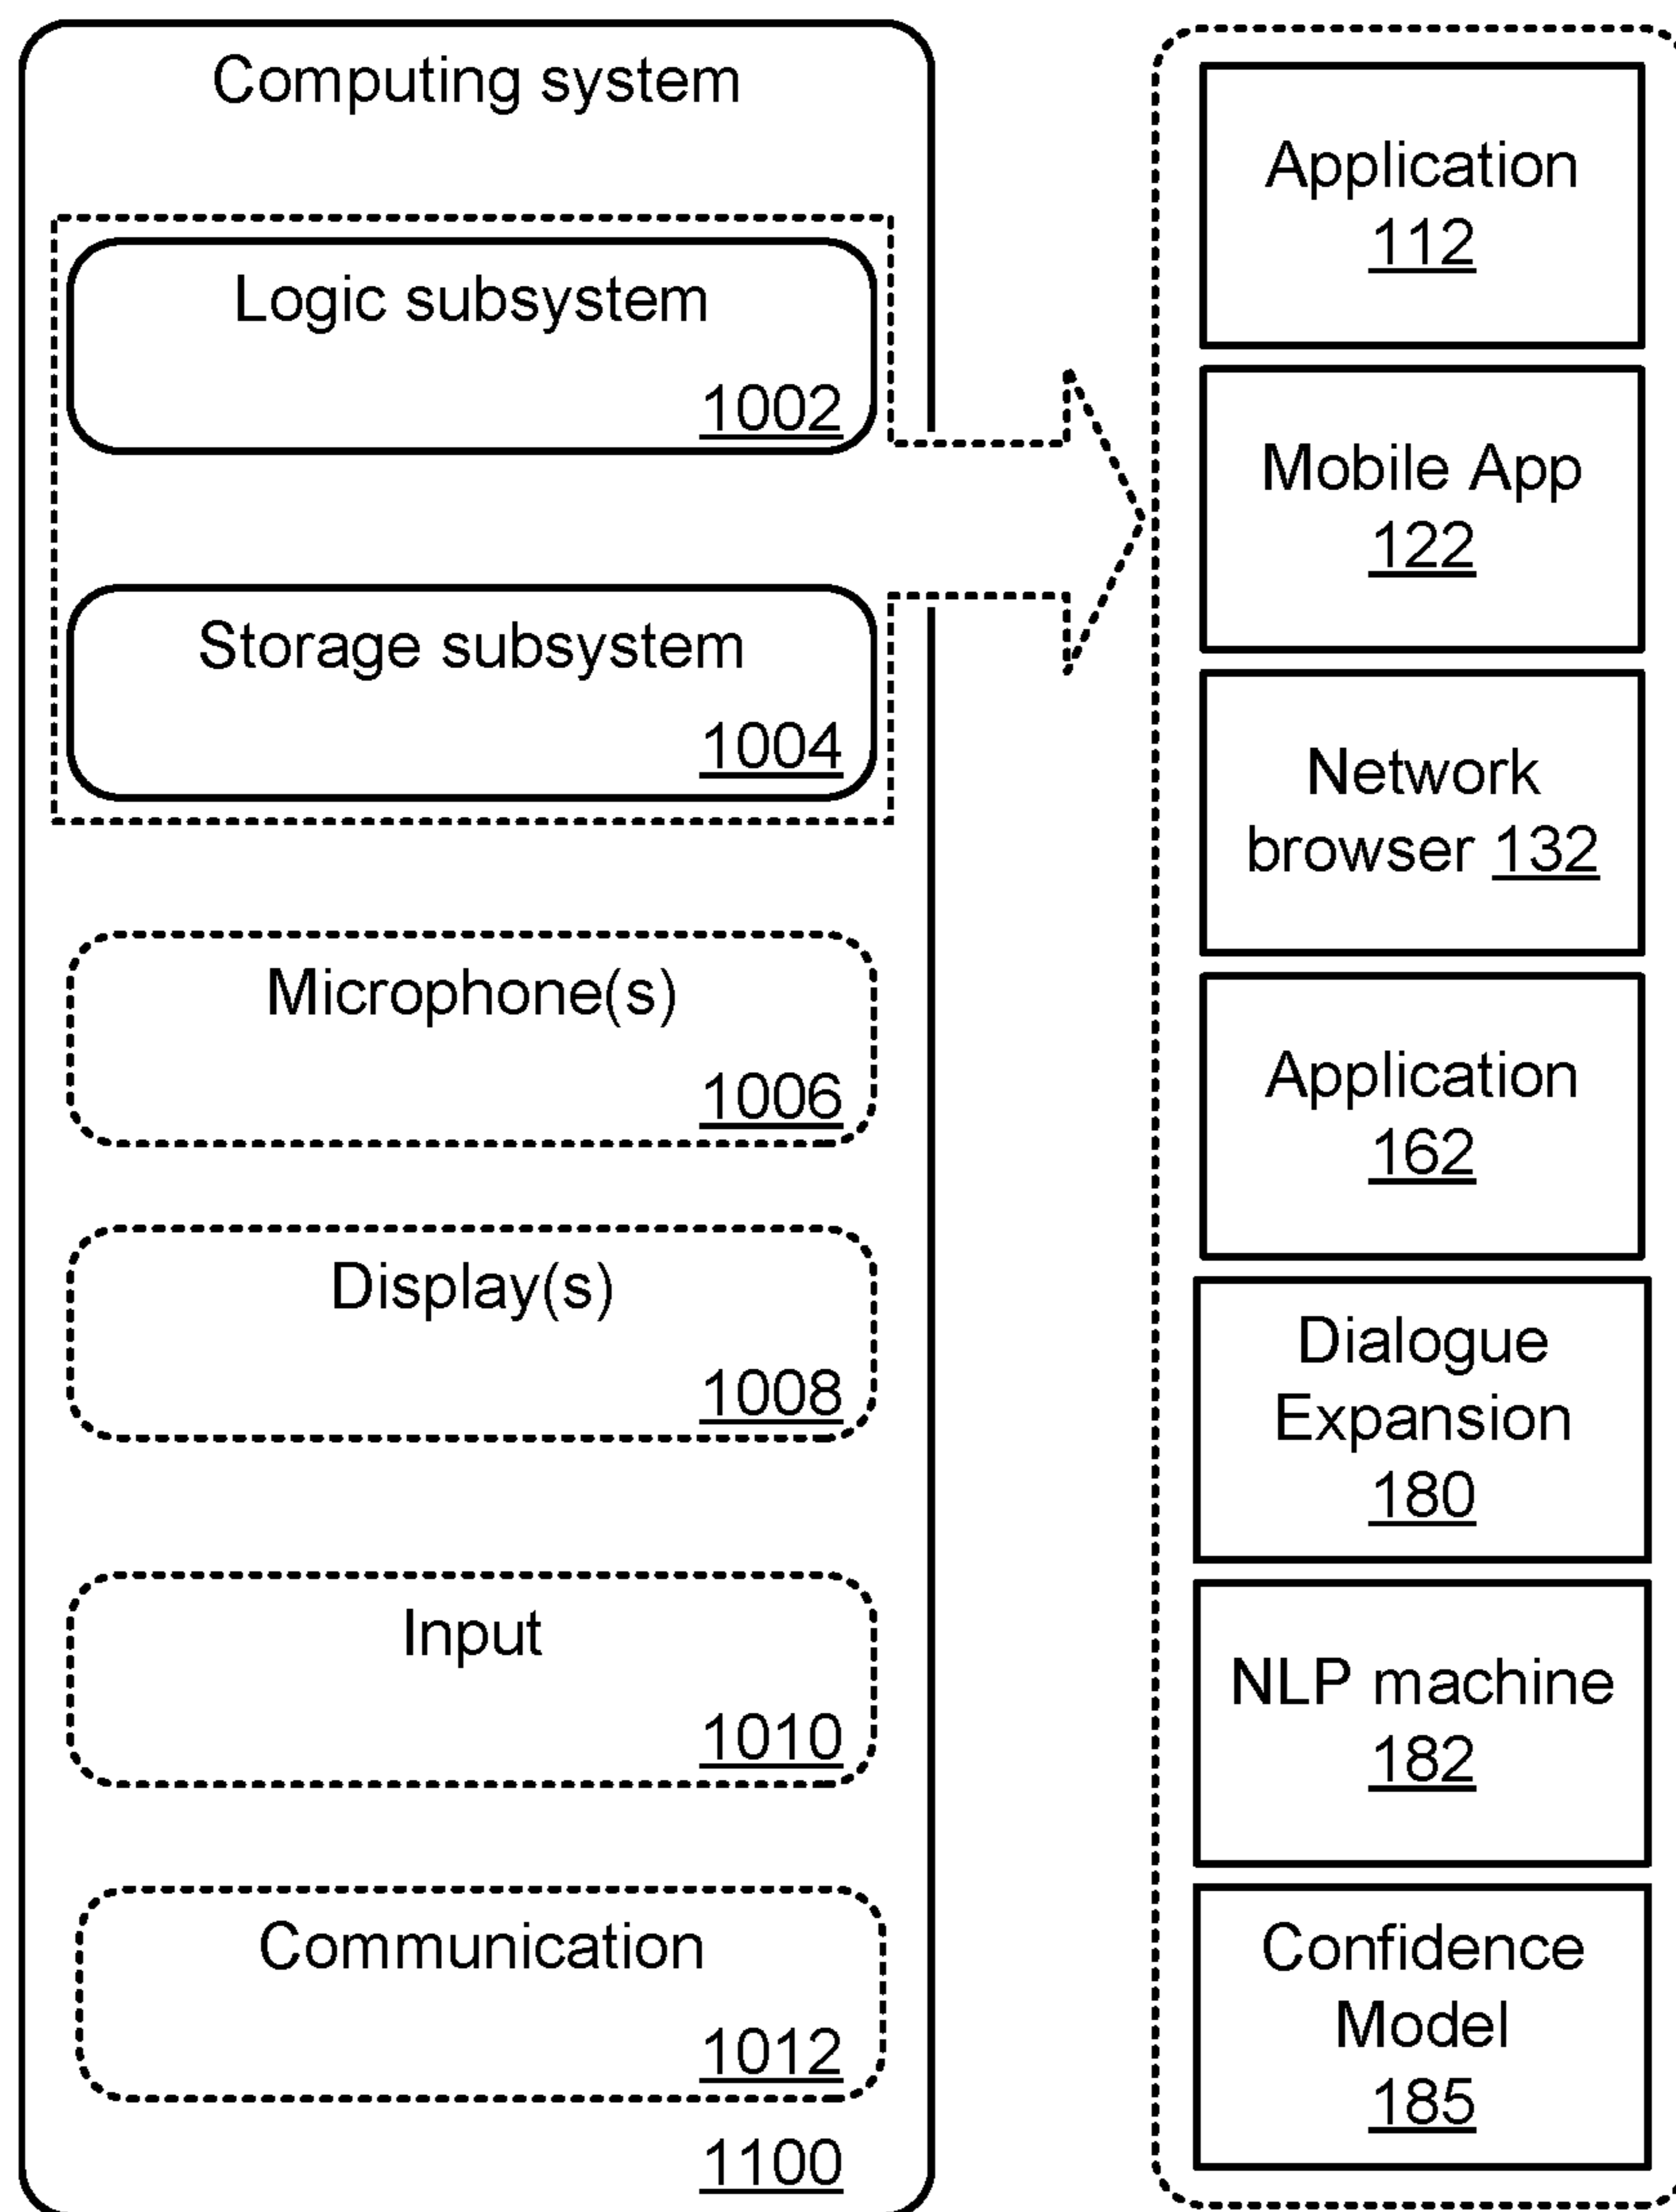 Computing system
Logic subsystem
1002
Storage subsystem
1004
Microphone(s)
1006
Display(s)
1008
Input
1010
Communication
1012
1100
Application
112
Mobile App
122
Network
browser 132
Application
162
Dialogue
Expansion
180
NLP machine
182
Confidence
Model
185